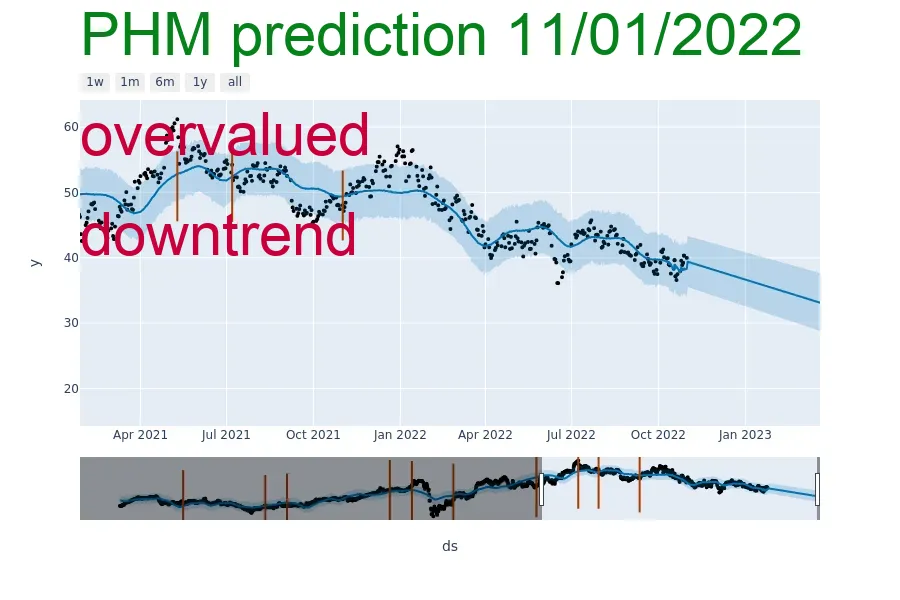 PHM prediction 11/01/2022
1w 1m 6m 1y all
overvalued
downtrend
60
50
40
30
20
y
Apr 2021 Jul 2021 Oct 2021 Jan 2022 Apr 2022 Jul 2022 Oct 2022 Jan 2023
ds